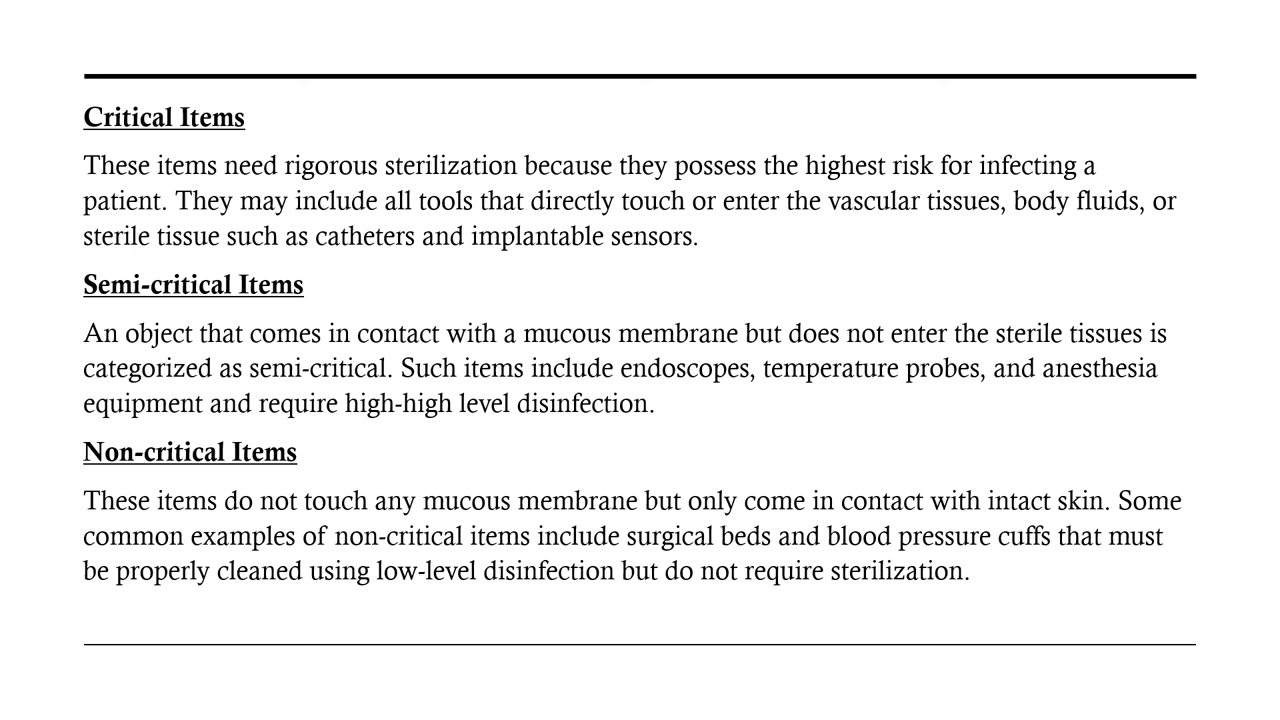 Critical Items
These items need rigorous sterilization because they possess the highest risk for infecting a
patient. They may include all tools that directly touch or enter the vascular tissues, body fluids, or
sterile tissue such as catheters and implantable sensors.
Semi-critical Items
An object that comes in contact with a mucous membrane but does not enter the sterile tissues is
categorized as semi-critical. Such items include endoscopes, temperature probes, and anesthesia
equipment and require high-high level disinfection.
Non-critical Items
These items do not touch any mucous membrane but only come in contact with intact skin. Some
common examples of non-critical items include surgical beds and blood pressure cuffs that must
be properly cleaned using low-level disinfection but do not require sterilization.